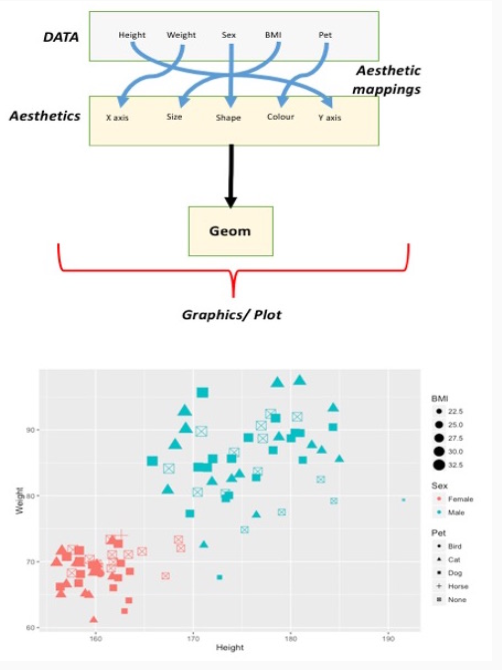 DATA
Height Weight Sex BMI Pet
Aesthetic
mappings
Aesthetics
X axis Size Shape Colour Y axis
Geom
Graphics/ Plot
BMI
22.5
25.0
27.5
30.0
32.5
Sex
Female
Male
Pet
Bird
Cat
Dog
Horse
None
Weight
90
80
70
60
160 170 180 190
Height